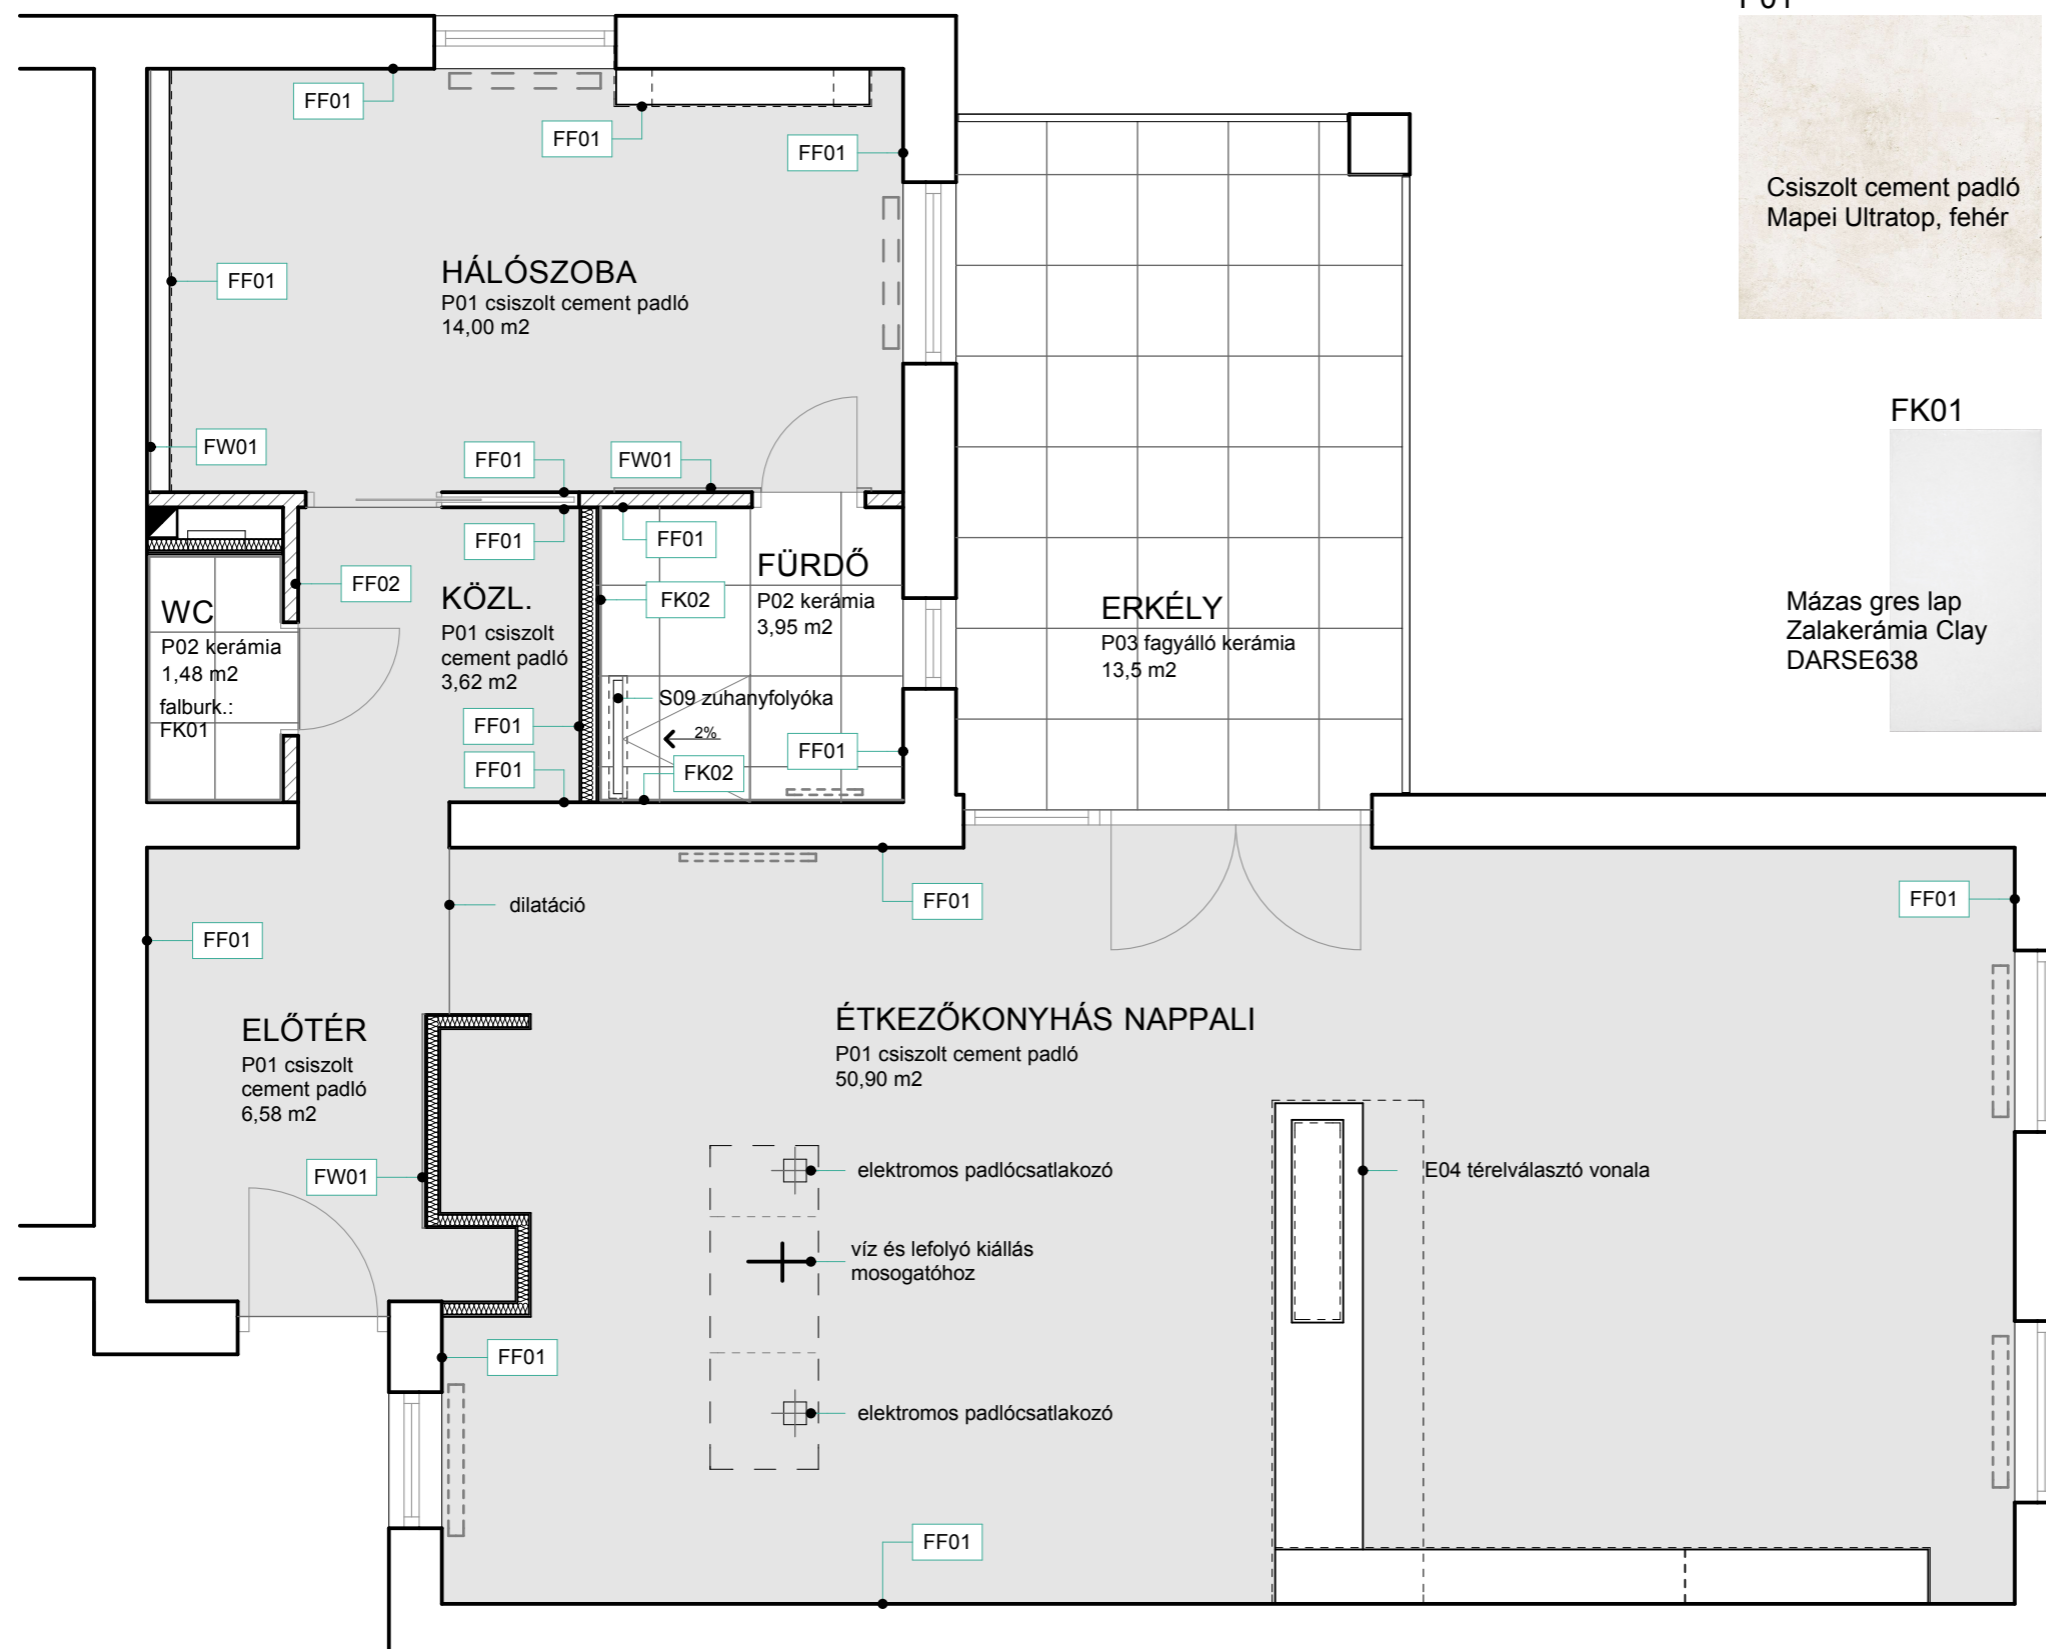 P01
FF01
FF01
FF01
Csiszolt cement padló
Mapei Ultratop, fehér
HÁLÓSZOBA
P01 csiszolt cement padló
14,00 m2
FF01
FK01
FW01
FF01
FW01
FF01
FF01
FF02
WC
P02 kerámia
1,48 m2
falburk.:
FK01
KÖZL.
P01 csiszolt
cement padló
3,62 m2
FÜRDŐ
P02 kerámia
3,95 m2
FK02
ERKÉLY
P03 fagyálló kerámia
13,5 m2
Mázas gres lap
Zalakerámia Clay
DARSE638
S09 zuhanyfolyóka
2%
FF01
FF01
FF01
FK02
FF01
FF01
dilatáció
FF01
ELŐTÉR
P01 csiszolt
cement padló
6,58 m2
ÉTKEZŐKONYHÁS NAPPALI
P01 csiszolt cement padló
50,90 m2
FW01
elektromos padlócsatlakozó
E04 térelválasztó vonala
víz és lefolyó kiállás
mosogatóhoz
FF01
elektromos padlócsatlakozó
FF01